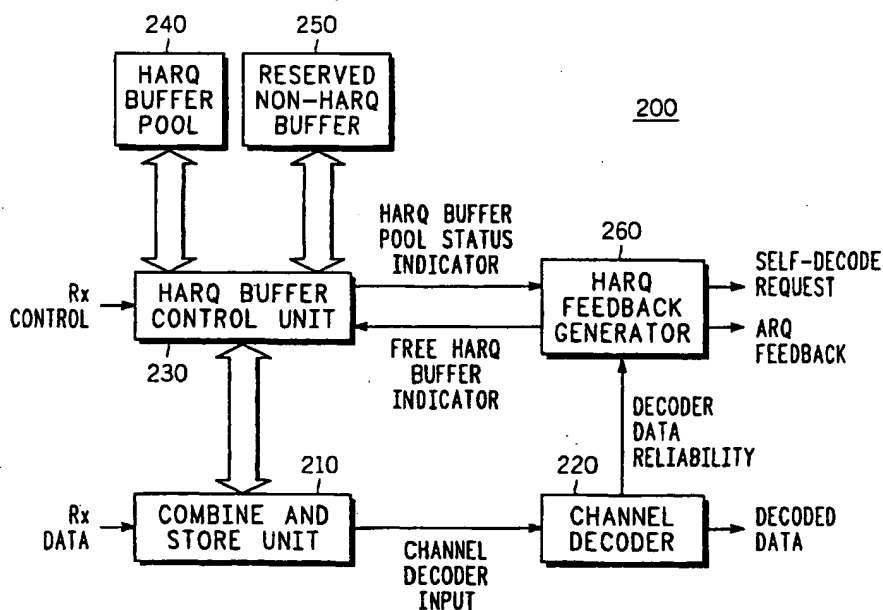 240
250
HARQ
BUFFER
POOL
RESERVED
NON-HARQ
BUFFER
200
HARQ BUFFER
POOL STATUS
INDICATOR
260
Rx
CONTROL
HARQ BUFFER
CONTROL UNIT
230
HARQ
FEEDBACK
GENERATOR
SELF-DECODE
REQUEST
ARQ
FEEDBACK
FREE HARQ
BUFFER
INDICATOR
DECODER
DATA
RELIABILITY
210
220
Rx
DATA
COMBINE AND
STORE UNIT
CHANNEL
DECODER
INPUT
CHANNEL
DECODER
DECODED
DATA